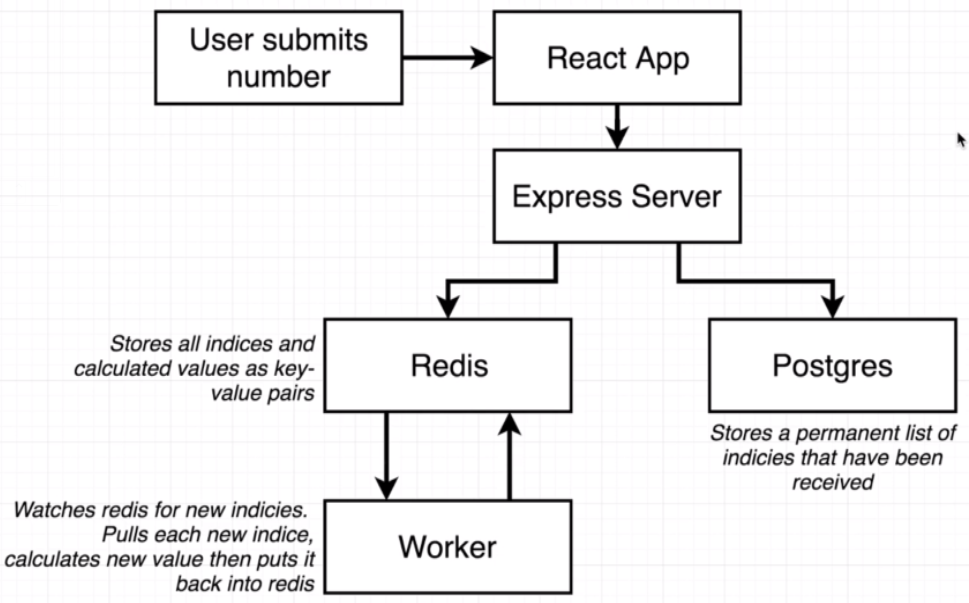 User submits
number
React App
Express Server
Stores all indices and
calculated values as key-
value pairs
Redis
Postgres
Stores a permanent list of
indicies that have been
received
Watches redis for new indicies.
Pulls each new indice,
calculates new value then puts it
back into redis
Worker